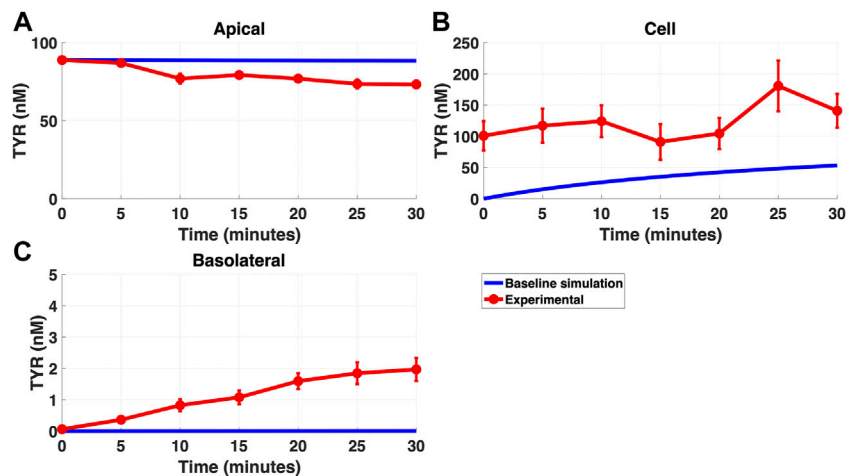 A
Apical
TYR (nM)
100
50
0
0 5 10 15 20 25 30
Time (minutes)
B
Cell
TYR (nM)
250
200
150
100
50
0
0 5 10 15 20 25 30
Time (minutes)
C
Basolateral
TYR (nM)
5
4
3
2
1
0
0 5 10 15 20 25 30
Time (minutes)
Baseline simulation
Experimental